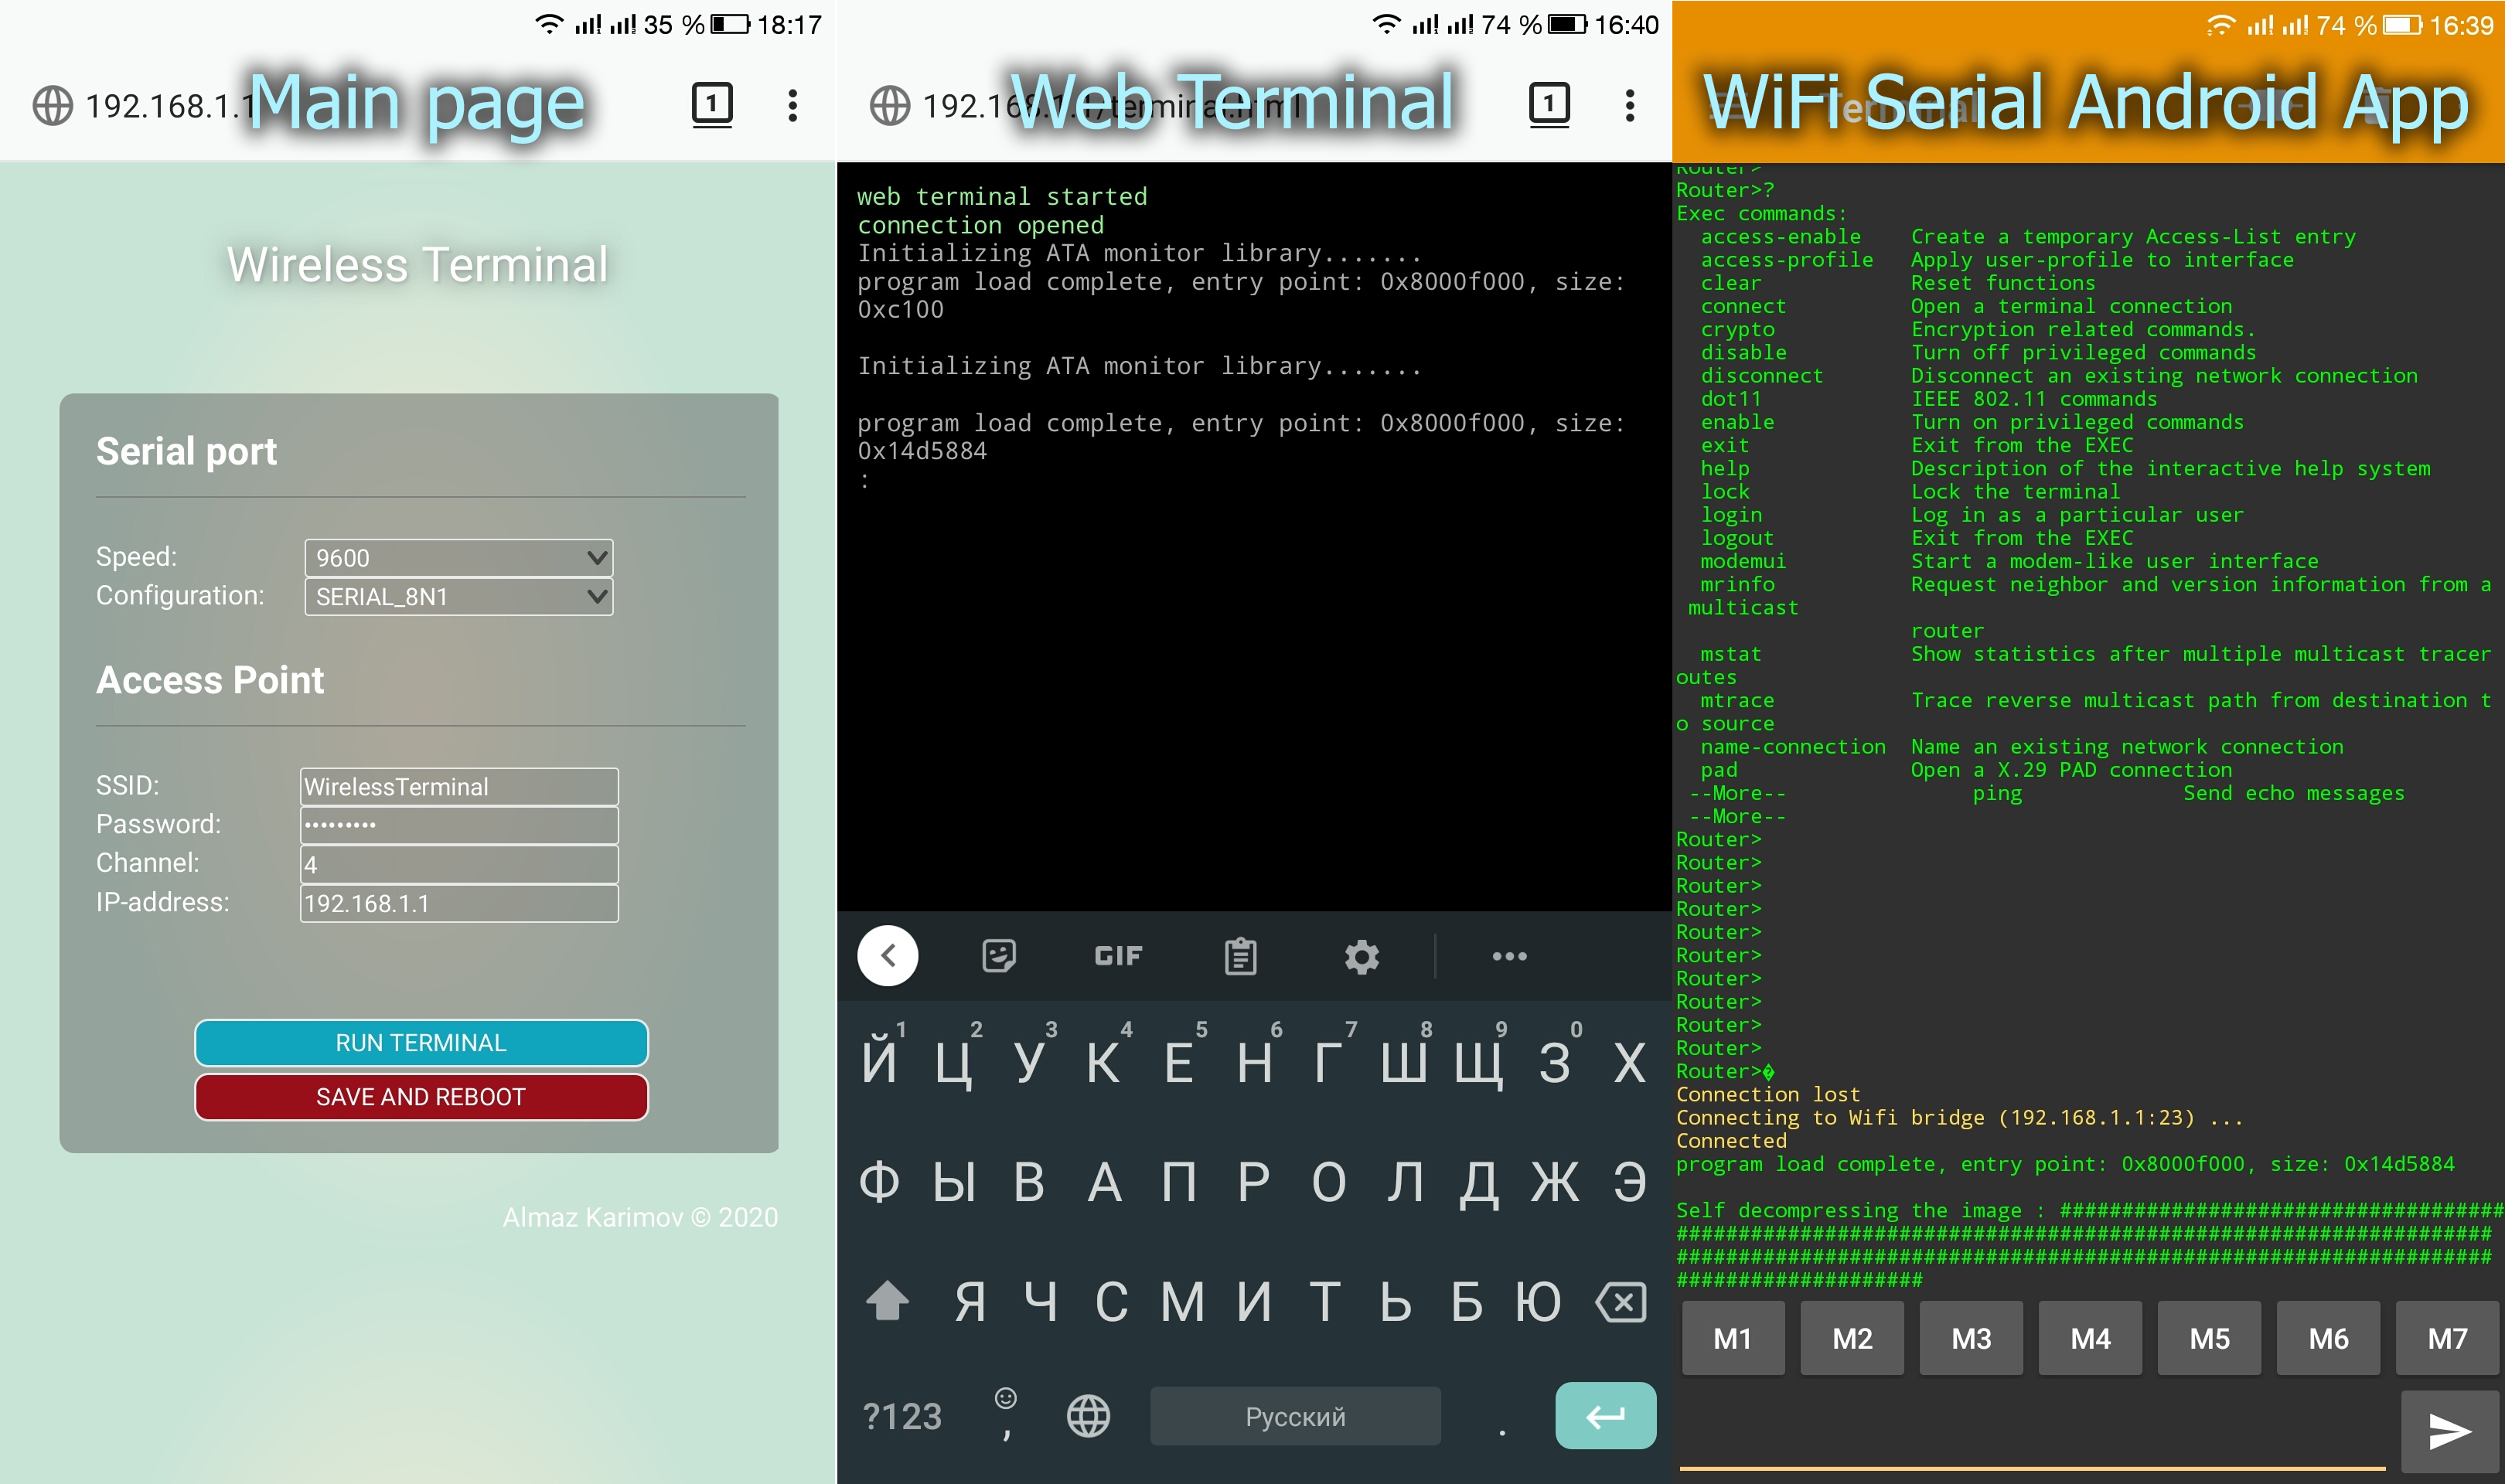 35 % 18:17
192.168.1.1
Main page
1
Wireless Terminal
Serial port
Speed: 9600
Configuration: SERIAL_8N1
Access Point
SSID: WirelessTerminal
Password: •••••••••
Channel: 4
IP-address: 192.168.1.1
RUN TERMINAL
SAVE AND REBOOT
Almaz Karimov © 2020
74 % 16:40
192.168.1.1/terminal.html
Web Terminal
1
web terminal started
connection opened
Initializing ATA monitor library.......
program load complete, entry point: 0x8000f000, size:
0xc100
Initializing ATA monitor library.......
program load complete, entry point: 0x8000f000, size:
0x14d5884
:
GIF
1 2 3 4 5 6 7 8 9 0
Й Ц У К Е Н Г Ш Щ З Х
Ф Ы В А П Р О Л Д Ж Э
Я Ч С М И Т Ь Б Ю
?123 , Русский .
74 % 16:39
Terminal
WiFi Serial Android App
Router>
Router>?
Exec commands:
access-enable Create a temporary Access-List entry
access-profile Apply user-profile to interface
clear Reset functions
connect Open a terminal connection
crypto Encryption related commands.
disable Turn off privileged commands
disconnect Disconnect an existing network connection
dot11 IEEE 802.11 commands
enable Turn on privileged commands
exit Exit from the EXEC
help Description of the interactive help system
lock Lock the terminal
login Log in as a particular user
logout Exit from the EXEC
modemui Start a modem-like user interface
mrinfo Request neighbor and version information from a
multicast
router
mstat Show statistics after multiple multicast tracer
outes
mtrace Trace reverse multicast path from destination t
o source
name-connection Name an existing network connection
pad Open a X.29 PAD connection
--More-- ping Send echo messages
--More--
Router>
Router>
Router>
Router>
Router>
Router>
Router>
Router>
Router>
Router>
Router>�
Connection lost
Connecting to Wifi bridge (192.168.1.1:23) ...
Connected
program load complete, entry point: 0x8000f000, size: 0x14d5884
Self decompressing the image : ####################################
##################################################################
##################################################################
####################
M1 M2 M3 M4 M5 M6 M7